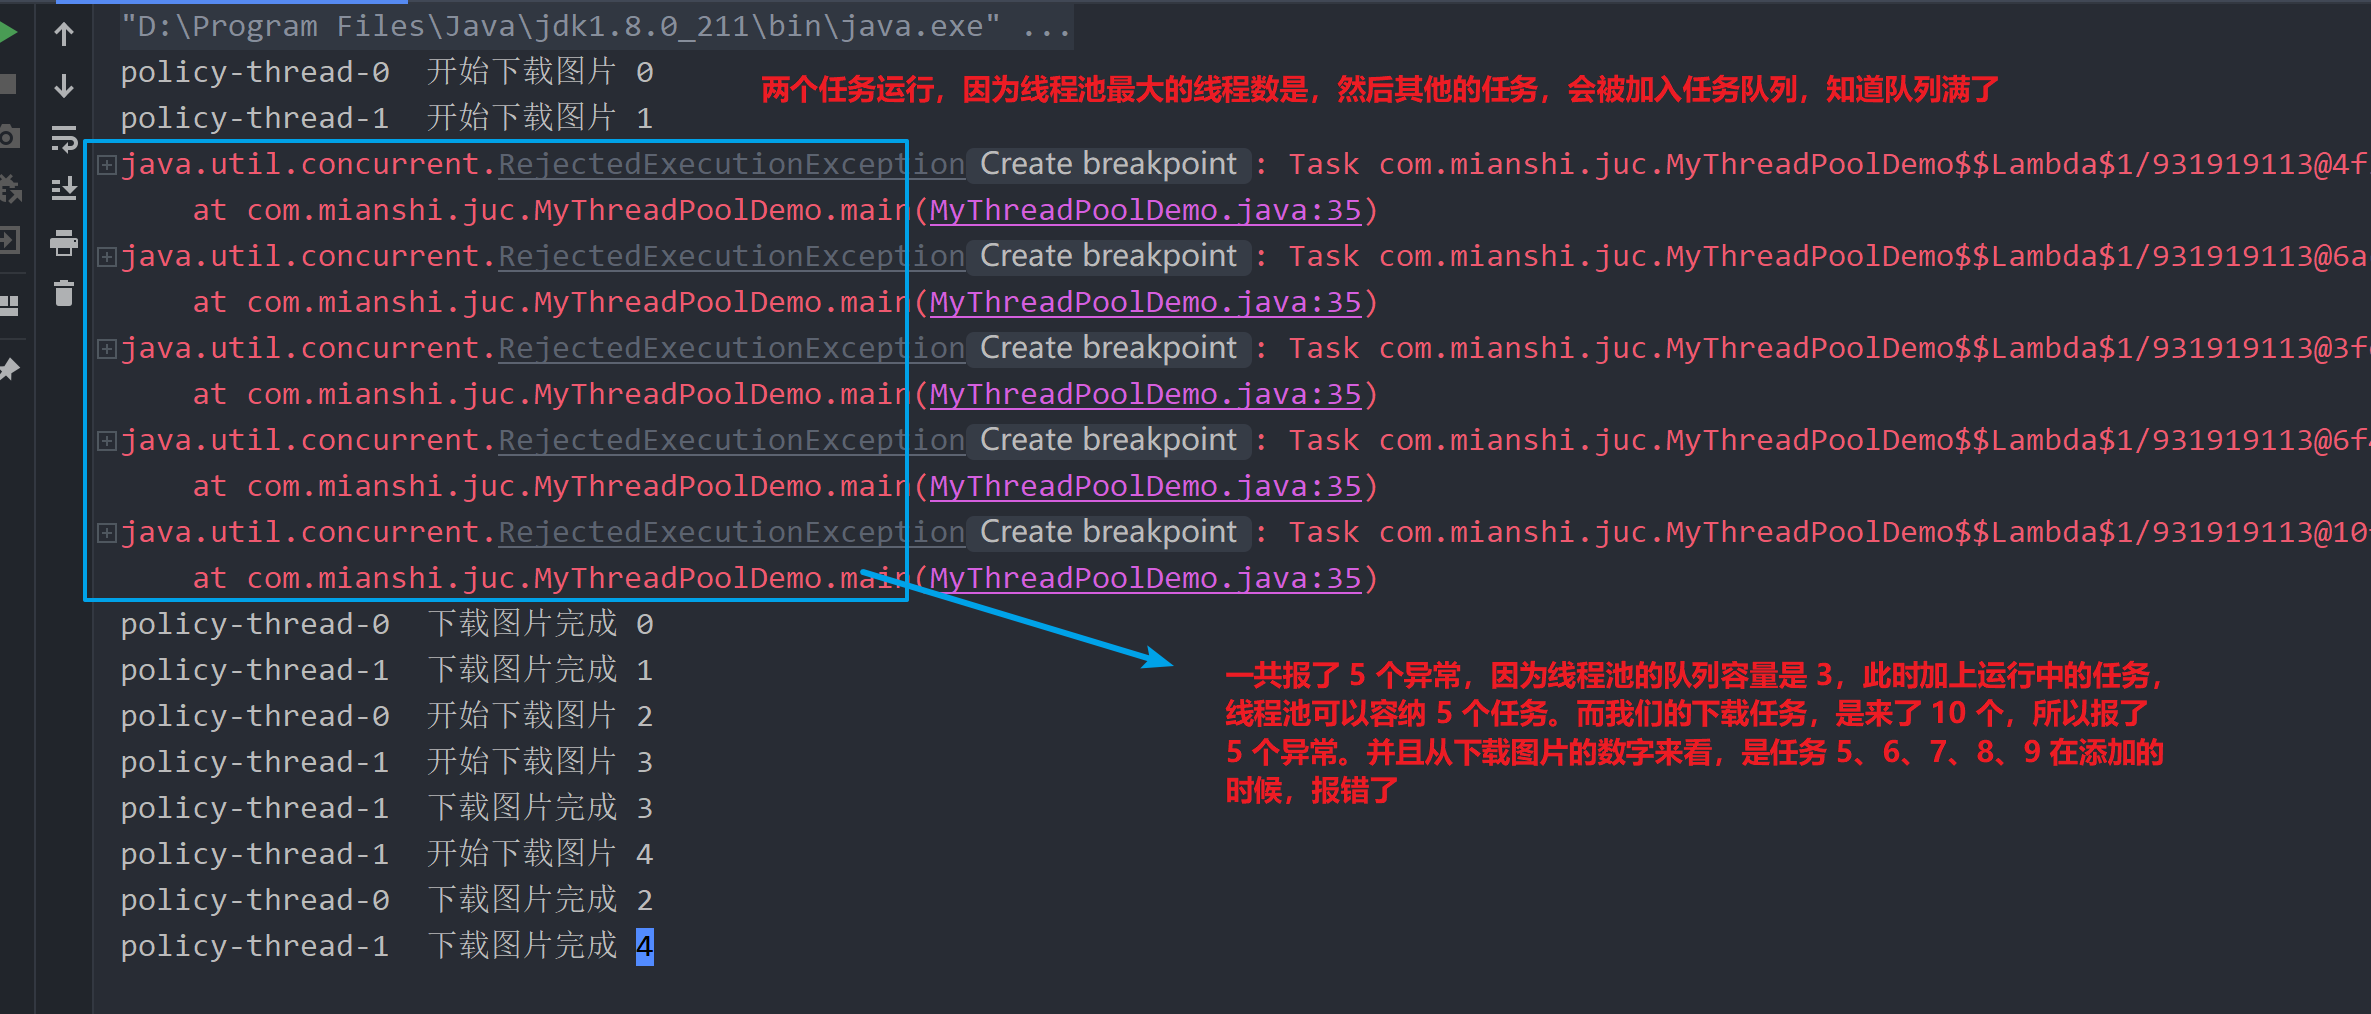 "D:\Program Files\Java\jdk1.8.0_211\bin\java.exe" ...
policy-thread-0 开始下载图片 0
两个任务运行，因为线程池最大的线程数是，然后其他的任务，会被加入任务队列，知道队列满了
policy-thread-1 开始下载图片 1
java.util.concurrent.RejectedExecutionException Create breakpoint : Task com.mianshi.juc.MyThreadPoolDemo$$Lambda$1/931919113@4f
at com.mianshi.juc.MyThreadPoolDemo.main(MyThreadPoolDemo.java:35)
java.util.concurrent.RejectedExecutionException Create breakpoint : Task com.mianshi.juc.MyThreadPoolDemo$$Lambda$1/931919113@6a
at com.mianshi.juc.MyThreadPoolDemo.main(MyThreadPoolDemo.java:35)
java.util.concurrent.RejectedExecutionException Create breakpoint : Task com.mianshi.juc.MyThreadPoolDemo$$Lambda$1/931919113@3f
at com.mianshi.juc.MyThreadPoolDemo.main(MyThreadPoolDemo.java:35)
java.util.concurrent.RejectedExecutionException Create breakpoint : Task com.mianshi.juc.MyThreadPoolDemo$$Lambda$1/931919113@6f
at com.mianshi.juc.MyThreadPoolDemo.main(MyThreadPoolDemo.java:35)
java.util.concurrent.RejectedExecutionException Create breakpoint : Task com.mianshi.juc.MyThreadPoolDemo$$Lambda$1/931919113@10
at com.mianshi.juc.MyThreadPoolDemo.main(MyThreadPoolDemo.java:35)
policy-thread-0 下载图片完成 0
policy-thread-1 下载图片完成 1
policy-thread-0 开始下载图片 2
policy-thread-1 开始下载图片 3
policy-thread-1 下载图片完成 3
policy-thread-1 开始下载图片 4
policy-thread-0 下载图片完成 2
policy-thread-1 下载图片完成 4
一共报了 5 个异常，因为线程池的队列容量是 3，此时加上运行中的任务，
线程池可以容纳 5 个任务。而我们的下载任务，是来了 10 个，所以报了
5 个异常。并且从下载图片的数字来看，是任务 5、6、7、8、9 在添加的
时候，报错了